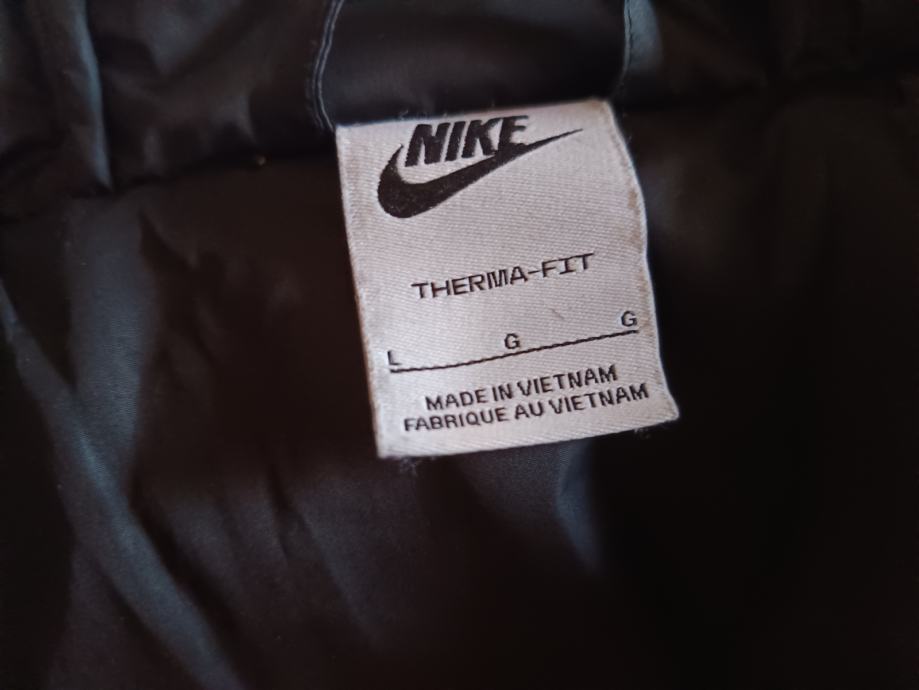 NIKE
THERMA-FIT
L G G
MADE IN VIETNAM
FABRIQUE AU VIETNAM